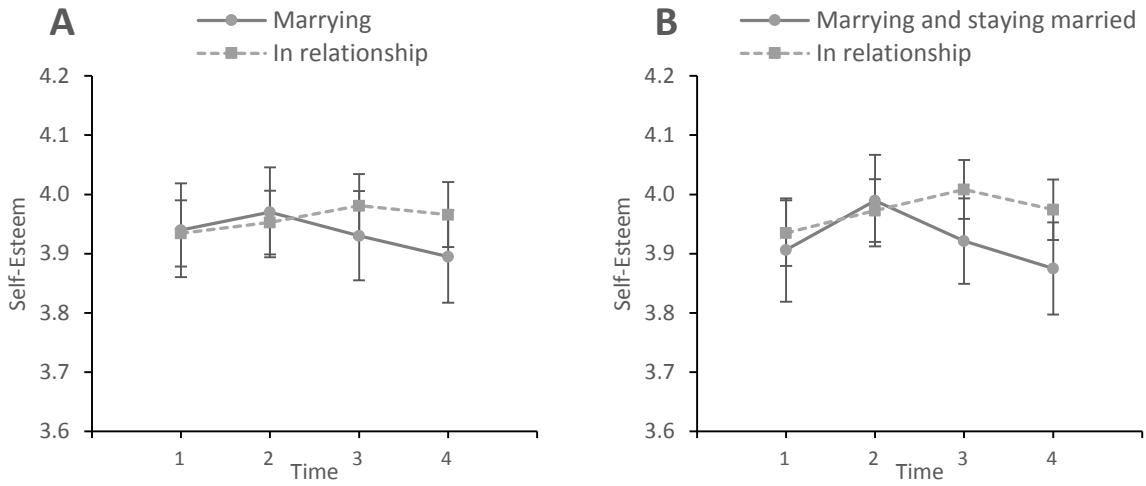 A
Marrying
In relationship
4.2
4.1
4.0
3.9
3.8
3.7
3.6
Self-Esteem
1 2 3 4
Time
B
Marrying and staying married
In relationship
4.2
4.1
4.0
3.9
3.8
3.7
3.6
Self-Esteem
1 2 3 4
Time